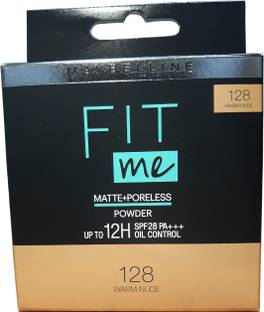 MAYBELLINE
128
WARM NUDE
FIT
me
MATTE+PORELESS
POWDER
UP TO 12H SPF28 PA+++
OIL CONTROL
128
WARM NUDE